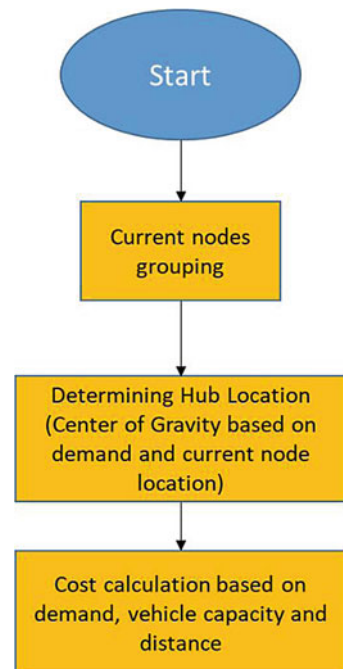 Start
Current nodes
grouping
Determining Hub Location
(Center of Gravity based on
demand and current node
location)
Cost calculation based on
demand, vehicle capacity and
distance